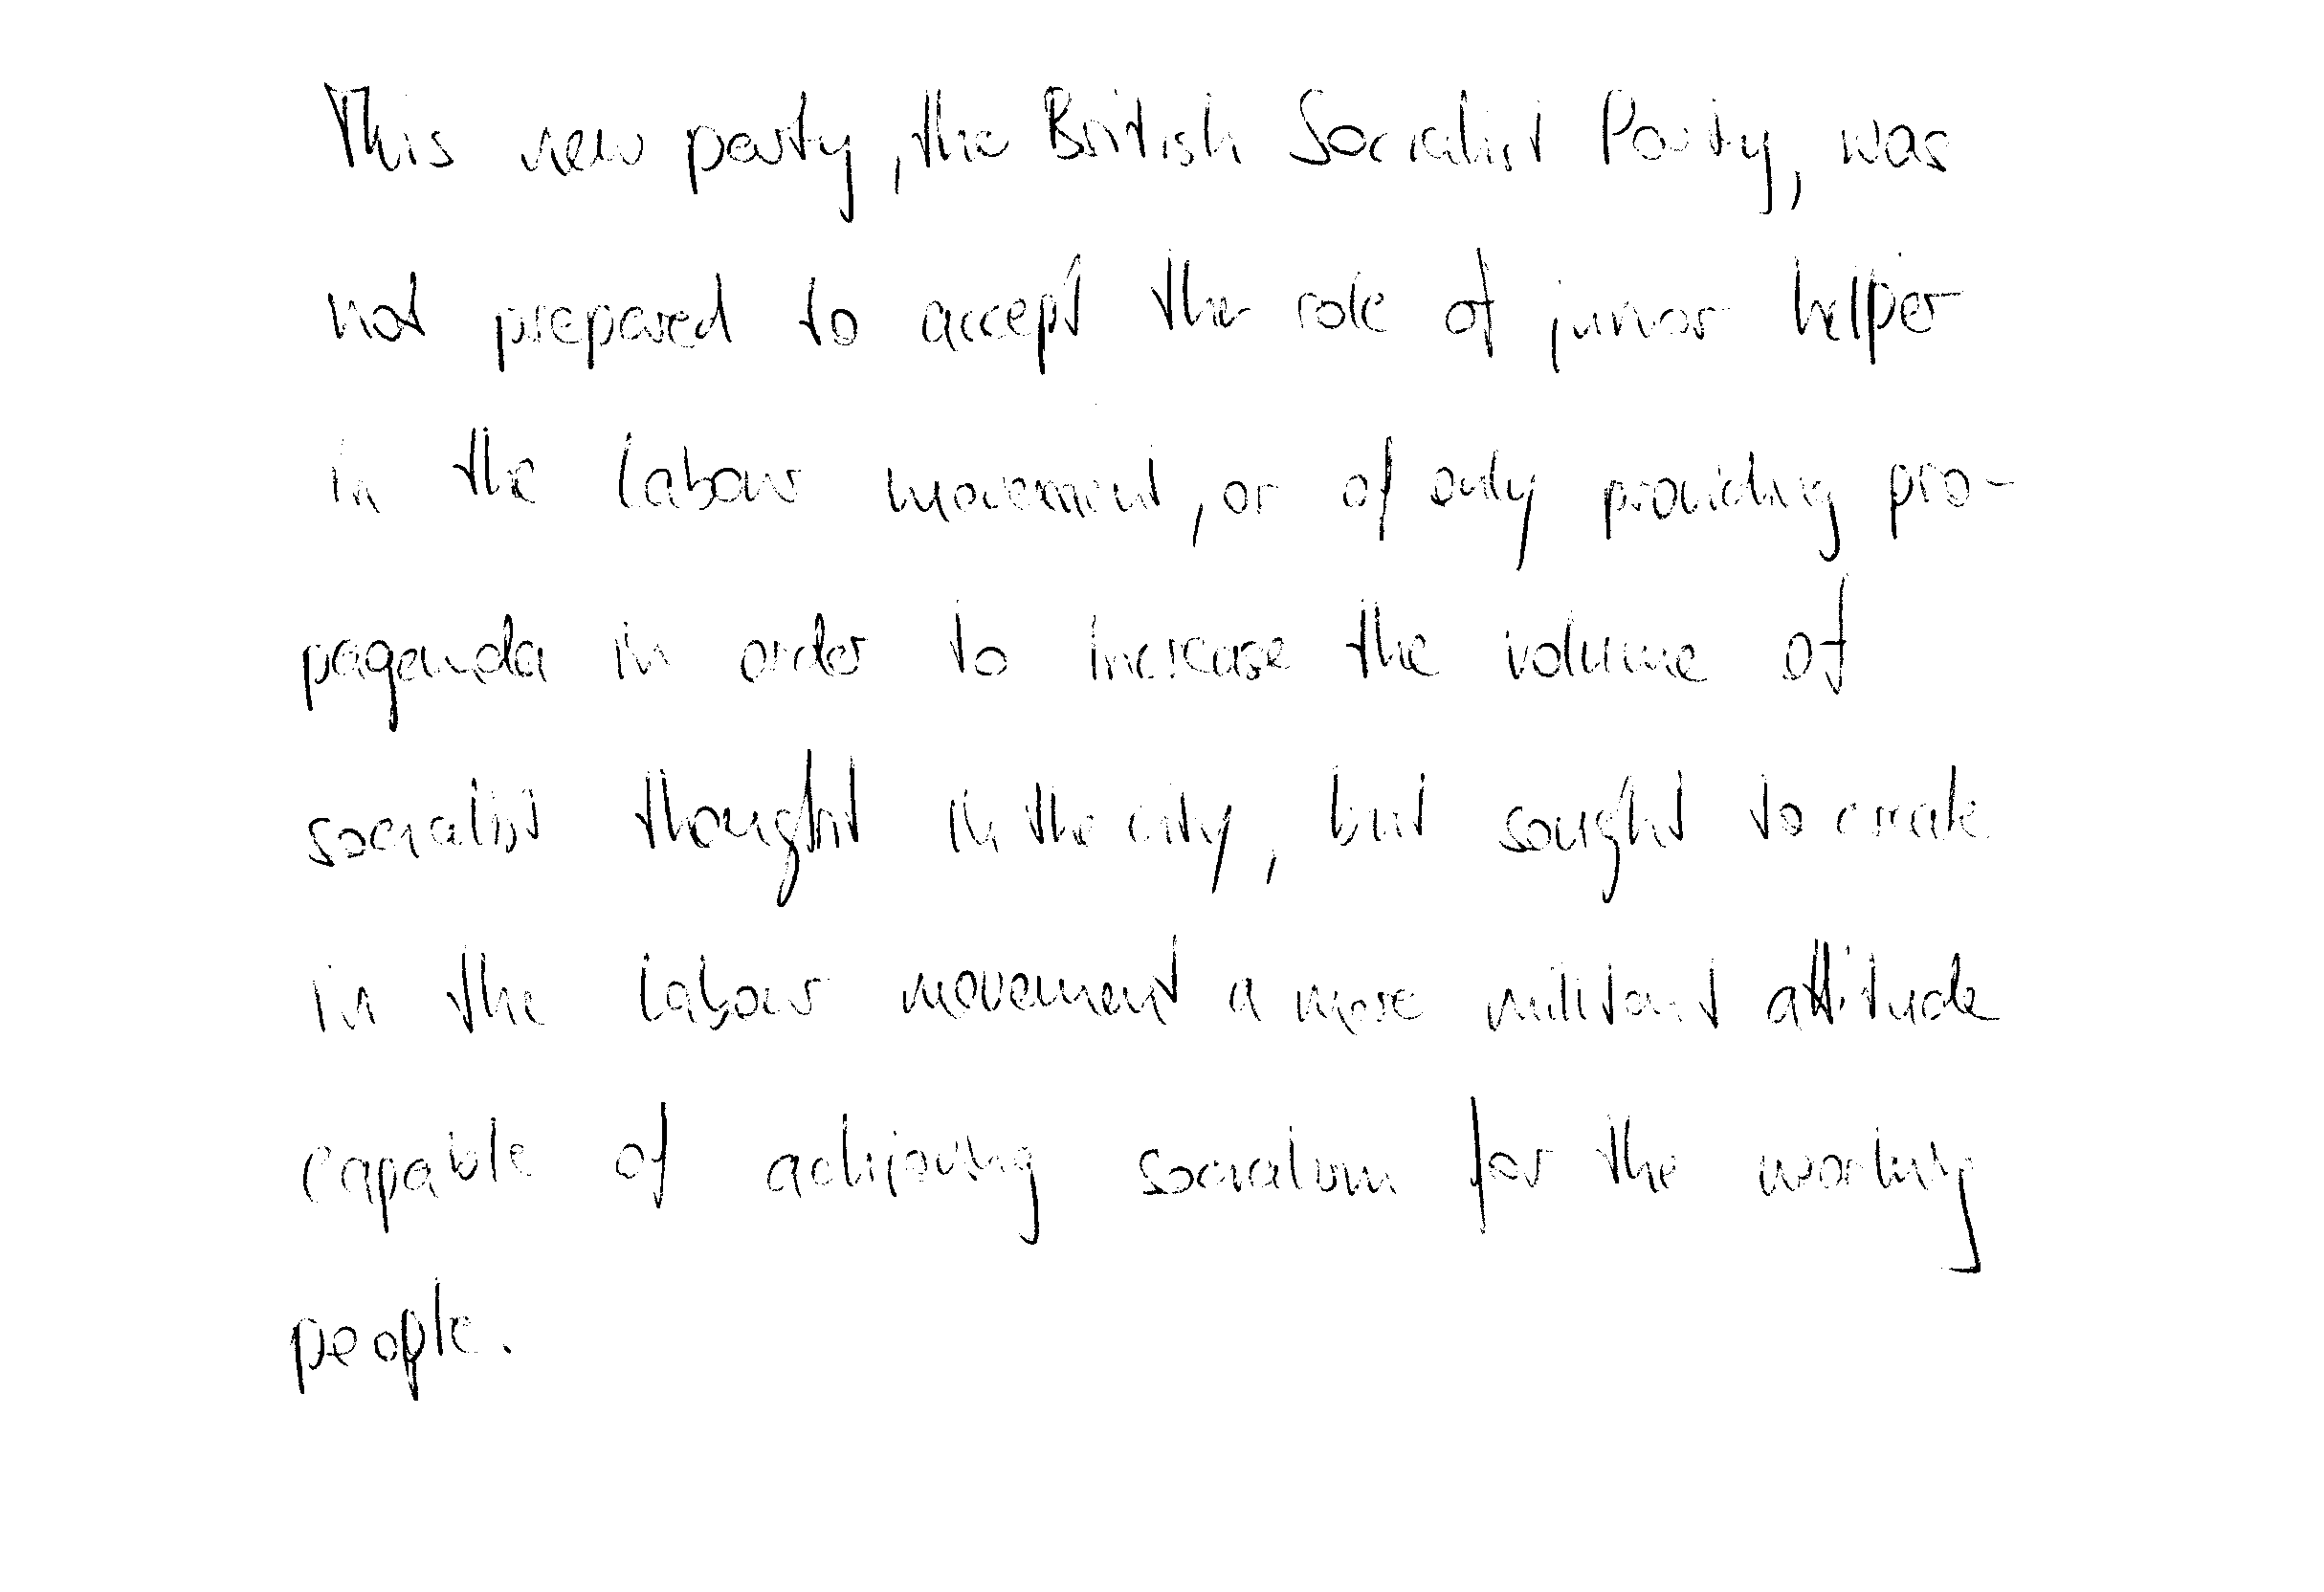 This new party, the British Socialist Party, was
not prepared to accept the role of junior helper
in the labour movement, or of only providing pro-
paganda in order to increase the volume of
socialist thought in the city, but sought to create
in the labour movement a more militant attitude
capable of achieving socialism for the working
people.